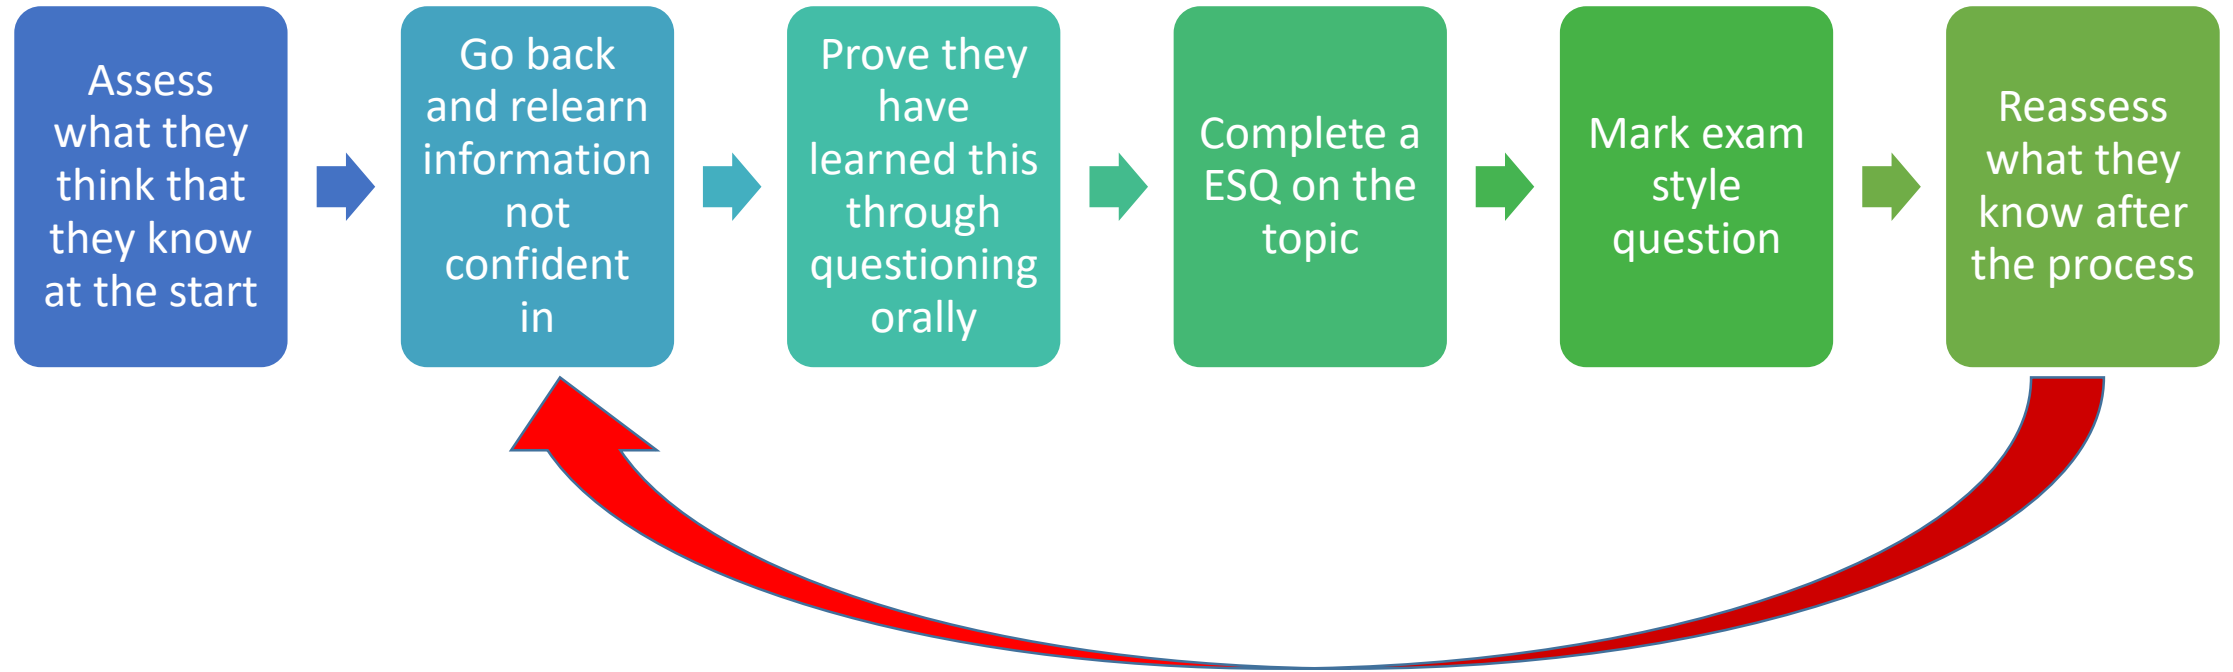 Assess
what they
think that
they know
at the start
Go back
and relearn
information
not
confident
in
Prove they
have
learned this
through
questioning
orally
Complete a
ESQ on the
topic
Mark exam
style
question
Reassess
what they
know after
the process